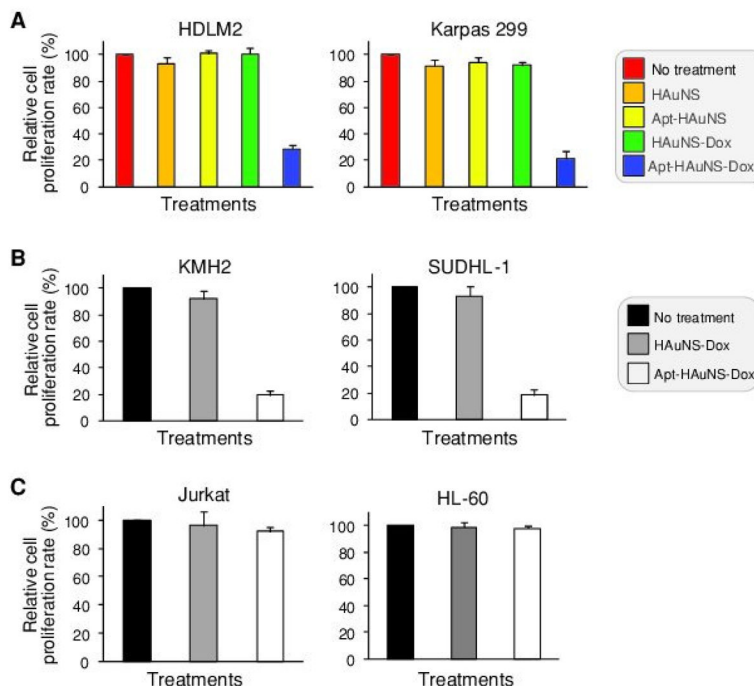 A
HDLM2
Karpas 299
Relative cell
proliferation rate (%)
100
80
60
40
20
0
Treatments
100
80
60
40
20
0
Treatments
No treatment
HAuNS
Apt-HAuNS
HAuNS-Dox
Apt-HAuNS-Dox
B
KMH2
SUDHL-1
Relative cell
proliferation rate (%)
100
80
60
40
20
0
Treatments
100
80
60
40
20
0
Treatments
No treatment
HAuNS-Dox
Apt-HAuNS-Dox
C
Jurkat
HL-60
Relative cell
proliferation rate (%)
100
80
60
40
20
0
Treatments
100
80
60
40
20
0
Treatments